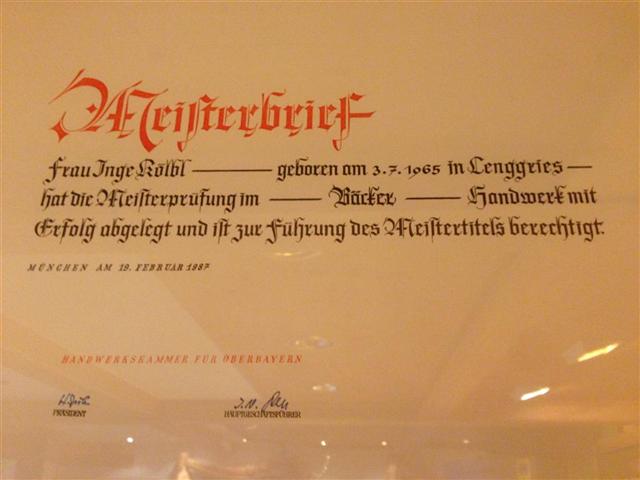 Meisterbrief
Frau Inge Kölbl — geboren am 3.7.1965 in Lenggries —
hat die Meisterprüfung im — Bäcker — Handwerk mit
Erfolg abgelegt und ist zur Führung des Meistertitels berechtigt.
MÜNCHEN AM 19. FEBRUAR 1987
HANDWERKSKAMMER FÜR OBERBAYERN
PRÄSIDENT HAUPTGESCHÄFTSFÜHRER